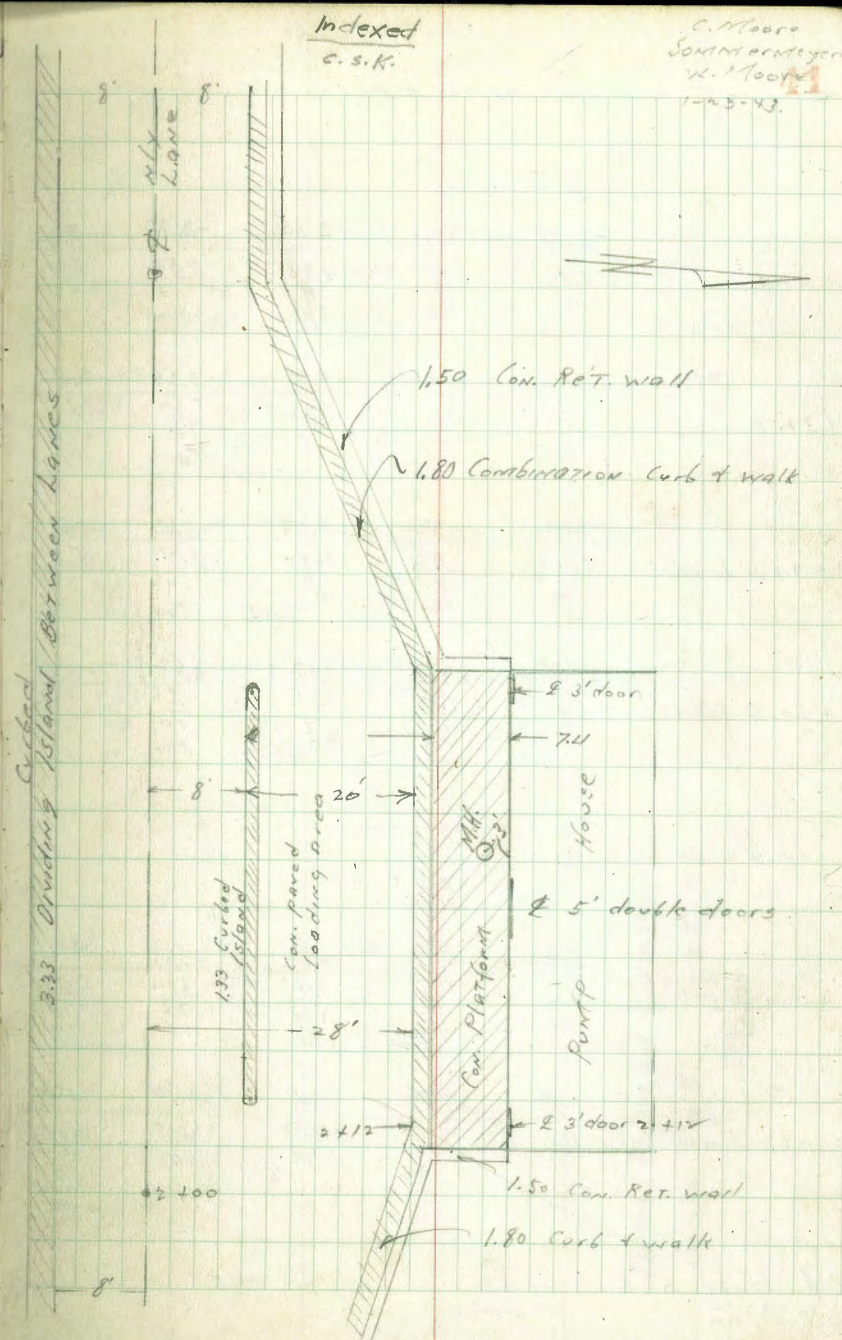 Indexed
C.S.K.
C. Moore
Sommermeyer
K. Moore
1-23-43.
8'
8'
℄ N'LY
LANE
1.50 CON. RET. WALL
1.80 COMBINATION CURB & WALK
Curbed
3.33 Dividing Island Between Lanes
℄ 3' door
7.4
8'
20'
M.H.
3'
HOUSE
PUMP
1.33 Curbed
Island
Con. Paved
Loading Area
℄ 5' double doors
Con. Platform
28'
2+12
℄ 3' door 2+12
2+00
1.50 CON. RET. WALL
1.80 Curb & walk
8'